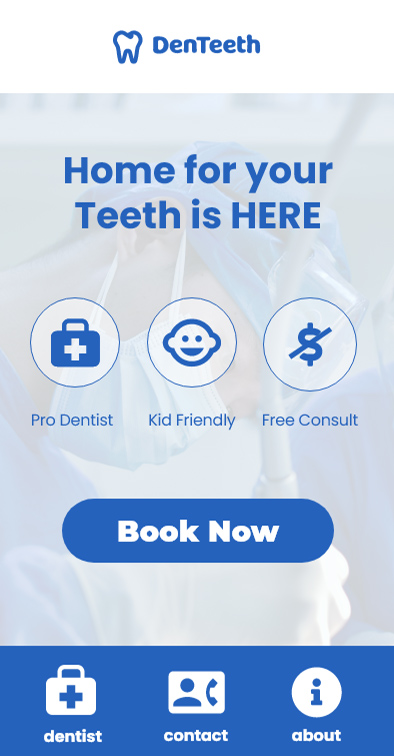 DenTeeth
Home for your
Teeth is HERE
Pro Dentist
Kid Friendly
Free Consult
Book Now
dentist
contact
about